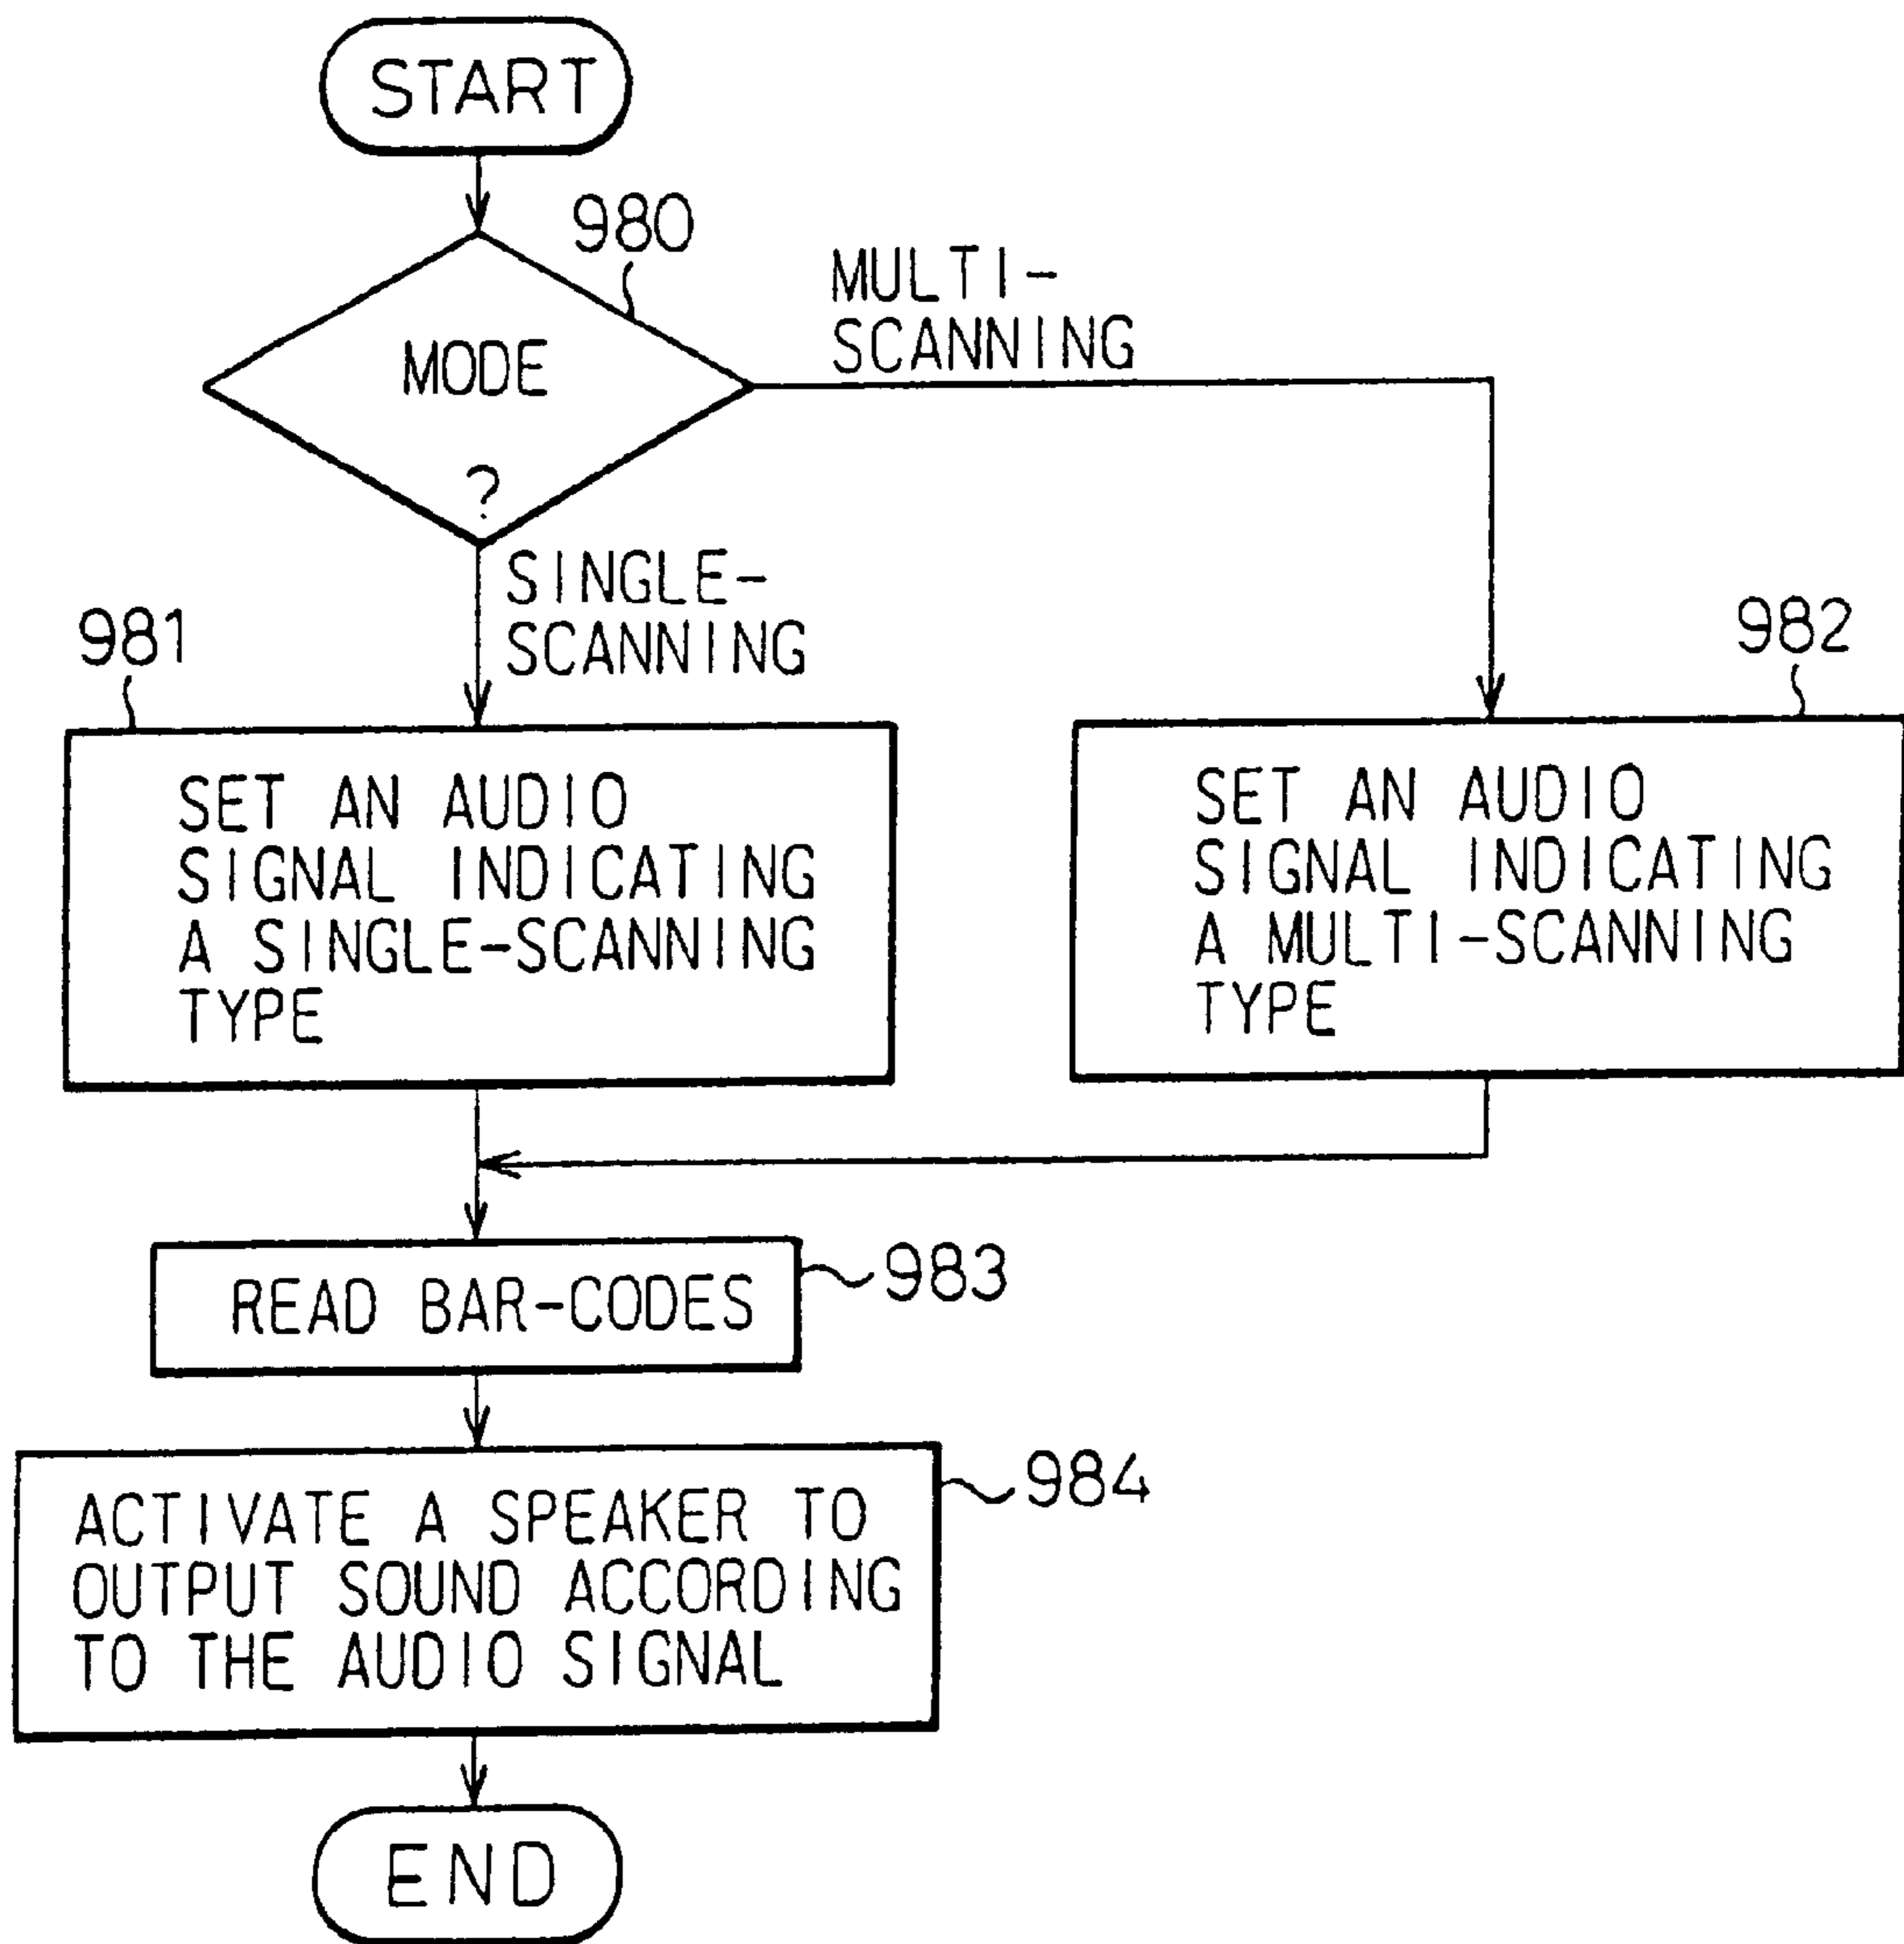 START
980
MODE
?
MULTI-
SCANNING
SINGLE-
SCANNING
981
SET AN AUDIO
SIGNAL INDICATING
A SINGLE-SCANNING
TYPE
982
SET AN AUDIO
SIGNAL INDICATING
A MULTI-SCANNING
TYPE
READ BAR-CODES
983
ACTIVATE A SPEAKER TO
OUTPUT SOUND ACCORDING
TO THE AUDIO SIGNAL
984
END